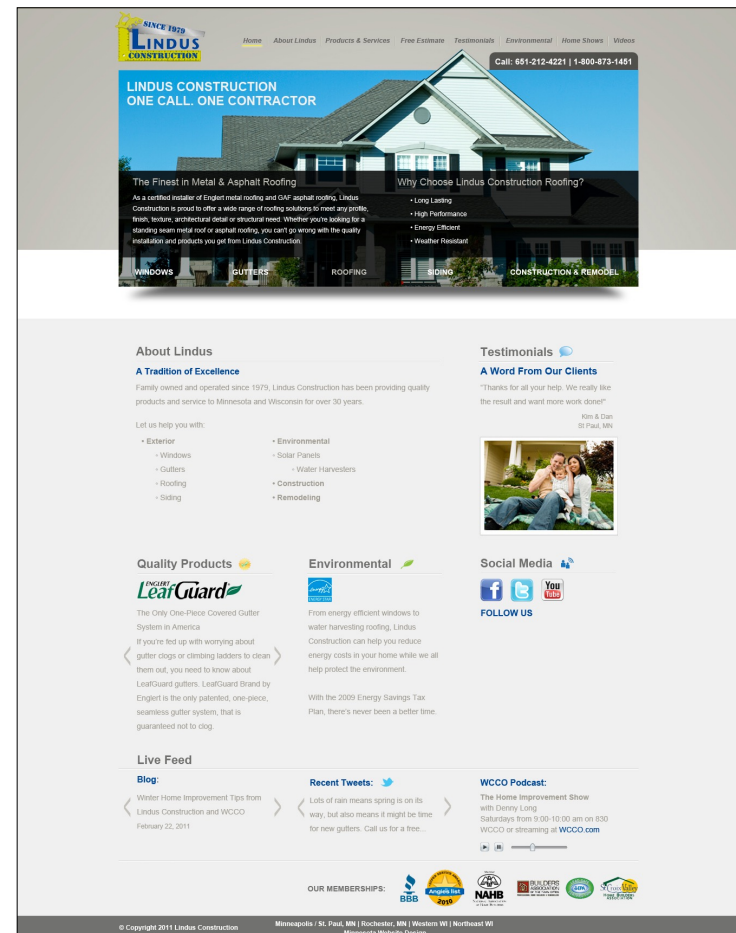 SINCE 1979
LINDUS
CONSTRUCTION
Home About Lindus Products & Services Free Estimate Testimonials Environmental Home Shows Videos
Call: 651-212-4221 | 1-800-873-1451
LINDUS CONSTRUCTION
ONE CALL. ONE CONTRACTOR
The Finest in Metal & Asphalt Roofing
As a certified installer of Englert metal roofing and GAF asphalt roofing, Lindus
Construction is proud to offer a wide range of roofing solutions to meet any profile,
finish, texture, architectural detail or structural need. Whether you're looking for a
standing seam metal roof or asphalt roofing, you can't go wrong with the quality
installation and products you get from Lindus Construction.
Why Choose Lindus Construction Roofing?
• Long Lasting
• High Performance
• Energy Efficient
• Weather Resistant
WINDOWS GUTTERS ROOFING SIDING CONSTRUCTION & REMODEL
About Lindus
A Tradition of Excellence
Family owned and operated since 1979, Lindus Construction has been providing quality
products and service to Minnesota and Wisconsin for over 30 years.
Let us help you with:
• Exterior
◦ Windows
◦ Gutters
◦ Roofing
◦ Siding
• Environmental
◦ Solar Panels
◦ Water Harvesters
• Construction
• Remodeling
Testimonials
A Word From Our Clients
"Thanks for all your help. We really like
the result and want more work done!"
Kim & Dan
St Paul, MN
Quality Products
ENGLERT
LeafGuard
The Only One-Piece Covered Gutter
System in America
If you're fed up with worrying about
gutter clogs or climbing ladders to clean
them out, you need to know about
LeafGuard gutters. LeafGuard Brand by
Englert is the only patented, one-piece,
seamless gutter system, that is
guaranteed not to clog.
Environmental
energy
ENERGY STAR
From energy efficient windows to
water harvesting roofing, Lindus
Construction can help you reduce
energy costs in your home while we all
help protect the environment.
With the 2009 Energy Savings Tax
Plan, there's never been a better time.
Social Media
f
t
You
Tube
FOLLOW US
Live Feed
Blog:
Winter Home Improvement Tips from
Lindus Construction and WCCO
February 22, 2011
Recent Tweets:
Lots of rain means spring is on its
way, but also means it might be time
for new gutters. Call us for a free...
WCCO Podcast:
The Home Improvement Show
with Denny Long
Saturdays from 9:00-10:00 am on 830
WCCO or streaming at WCCO.com
OUR MEMBERSHIPS:
BBB
Angie's list
2010
NAHB
BUILDERS
ASSOCIATION
St Croix Valley
HOME BUILDERS
ASSOCIATION
© Copyright 2011 Lindus Construction
Minneapolis / St. Paul, MN | Rochester, MN | Western WI | Northeast WI
Minnesota Website Design